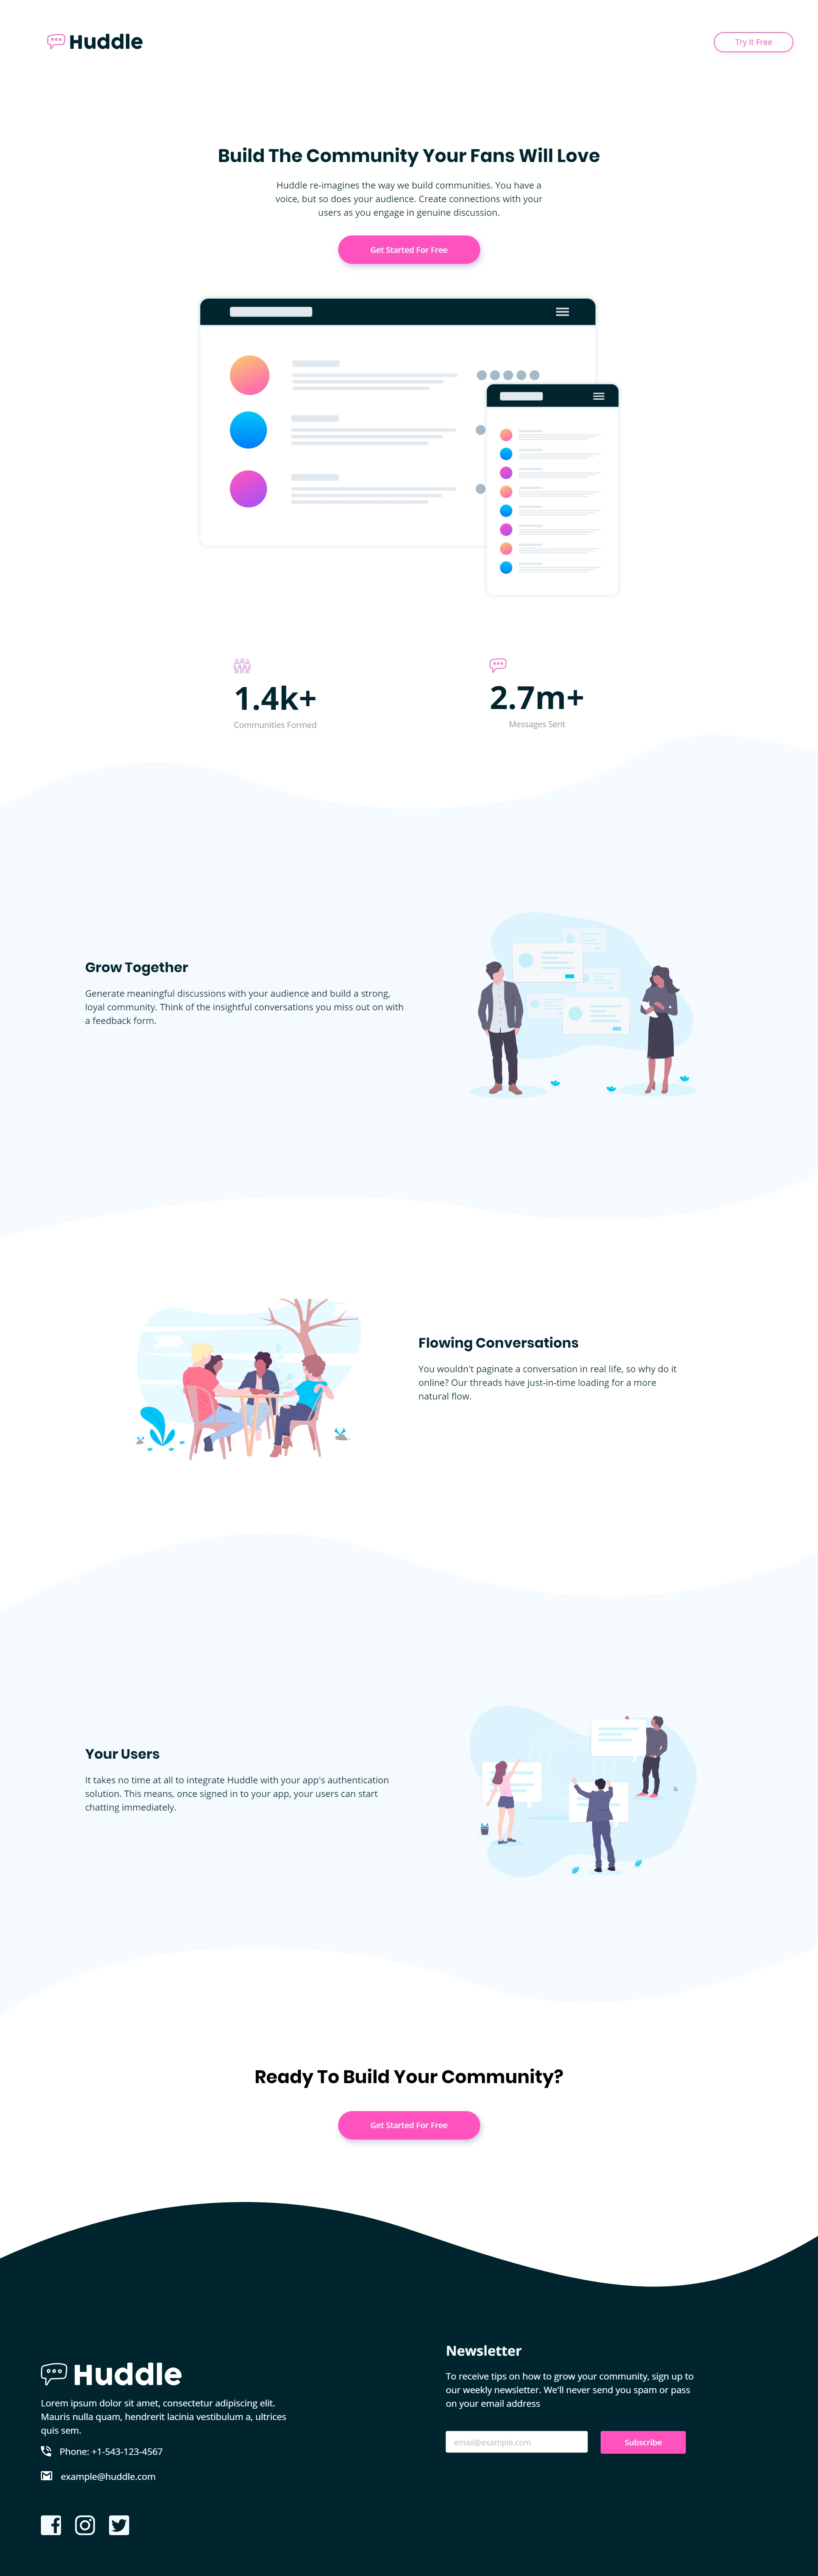 Huddle
Try It Free
Build The Community Your Fans Will Love
Huddle re-imagines the way we build communities. You have a
voice, but so does your audience. Create connections with your
users as you engage in genuine discussion.
Get Started For Free
1.4k+
Communities Formed
2.7m+
Messages Sent
Grow Together
Generate meaningful discussions with your audience and build a strong,
loyal community. Think of the insightful conversations you miss out on with
a feedback form.
Flowing Conversations
You wouldn't paginate a conversation in real life, so why do it
online? Our threads have just-in-time loading for a more
natural flow.
Your Users
It takes no time at all to integrate Huddle with your app's authentication
solution. This means, once signed in to your app, your users can start
chatting immediately.
Ready To Build Your Community?
Get Started For Free
Huddle
Lorem ipsum dolor sit amet, consectetur adipiscing elit.
Mauris nulla quam, hendrerit lacinia vestibulum a, ultrices
quis sem.
Phone: +1-543-123-4567
example@huddle.com
Newsletter
To receive tips on how to grow your community, sign up to
our weekly newsletter. We'll never send you spam or pass
on your email address
email@example.com
Subscribe